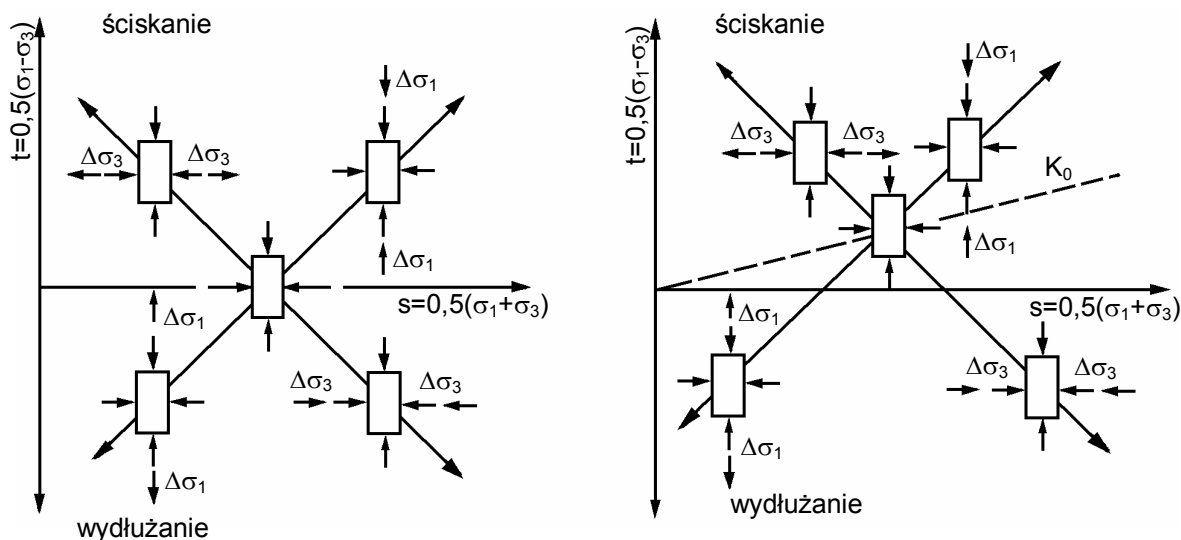 ściskanie
t=0,5(σ₁-σ₃)
Δσ₁
Δσ₃
Δσ₃
Δσ₁
s=0,5(σ₁+σ₃)
Δσ₁
Δσ₃
Δσ₃
Δσ₁
wydłużanie
ściskanie
t=0,5(σ₁-σ₃)
Δσ₁
Δσ₃
Δσ₃
K₀
Δσ₁
s=0,5(σ₁+σ₃)
Δσ₁
Δσ₃
Δσ₃
Δσ₁
wydłużanie